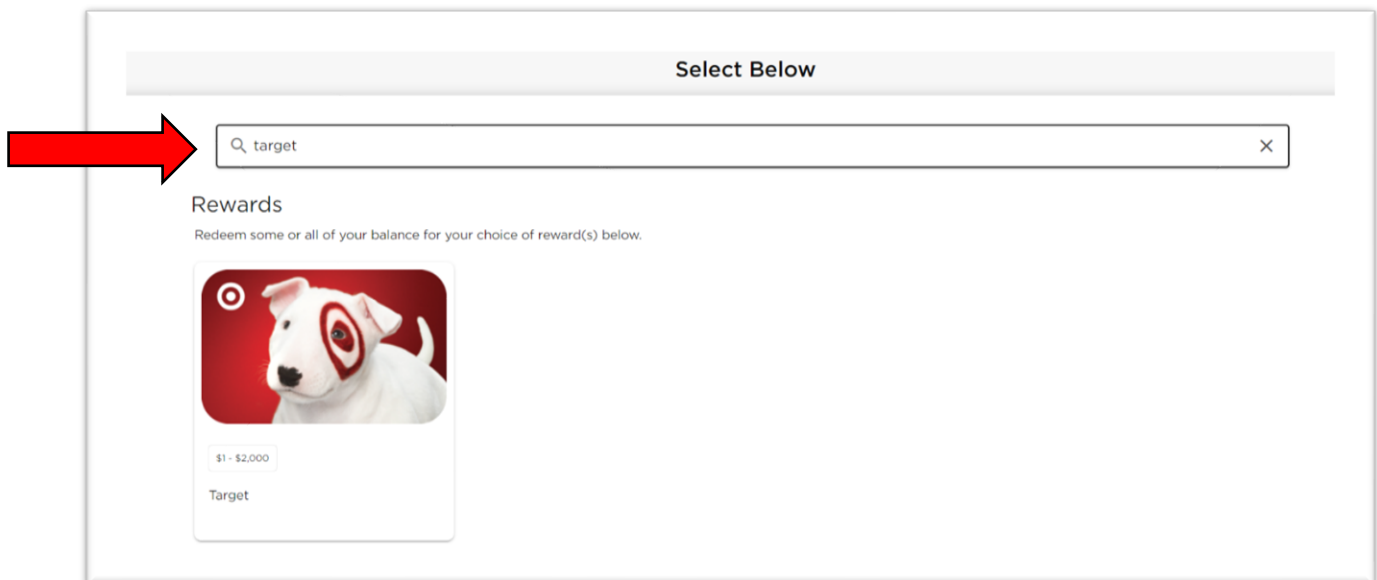 Select Below
target
Rewards
Redeem some or all of your balance for your choice of reward(s) below.
$1 - $2,000
Target